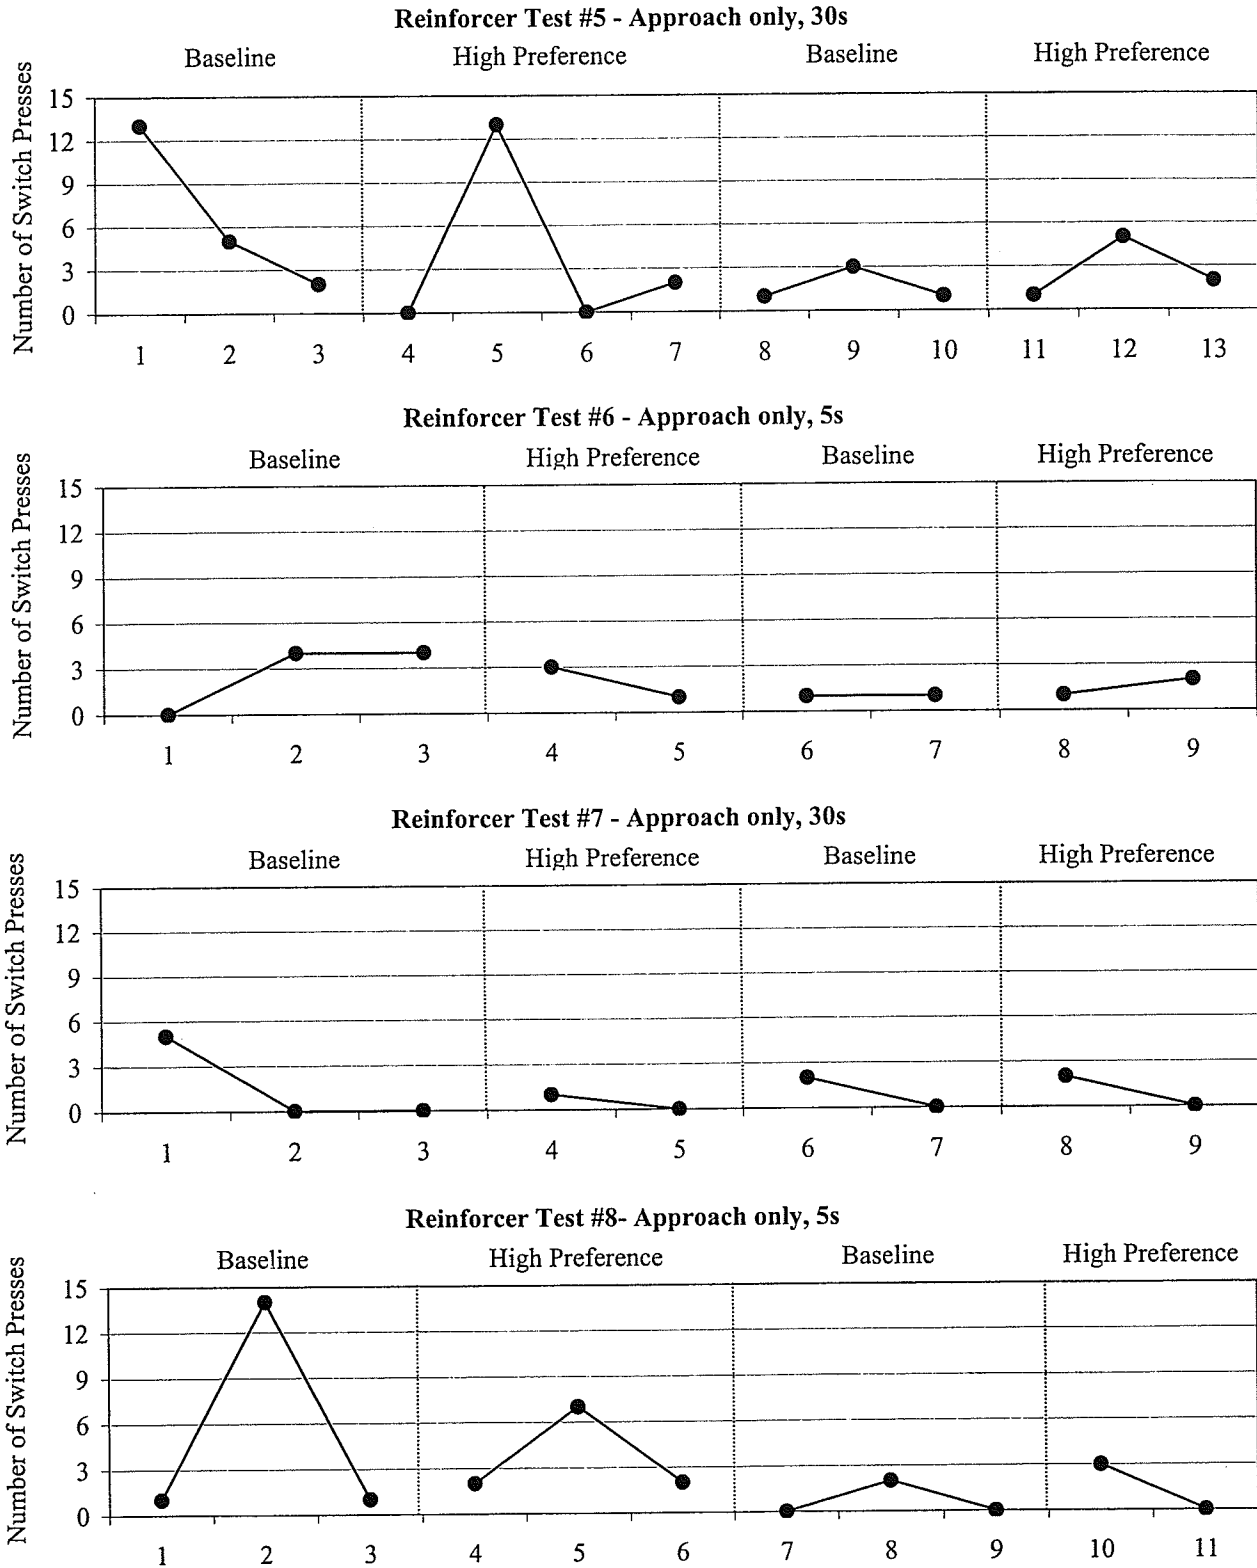 Reinforcer Test #5 - Approach only, 30s
Baseline High Preference Baseline High Preference
Number of Switch Presses
15
12
9
6
3
0
1 2 3 4 5 6 7 8 9 10 11 12 13
Reinforcer Test #6 - Approach only, 5s
Baseline High Preference Baseline High Preference
Number of Switch Presses
15
12
9
6
3
0
1 2 3 4 5 6 7 8 9
Reinforcer Test #7 - Approach only, 30s
Baseline High Preference Baseline High Preference
Number of Switch Presses
15
12
9
6
3
0
1 2 3 4 5 6 7 8 9
Reinforcer Test #8- Approach only, 5s
Baseline High Preference Baseline High Preference
Number of Switch Presses
15
12
9
6
3
0
1 2 3 4 5 6 7 8 9 10 11